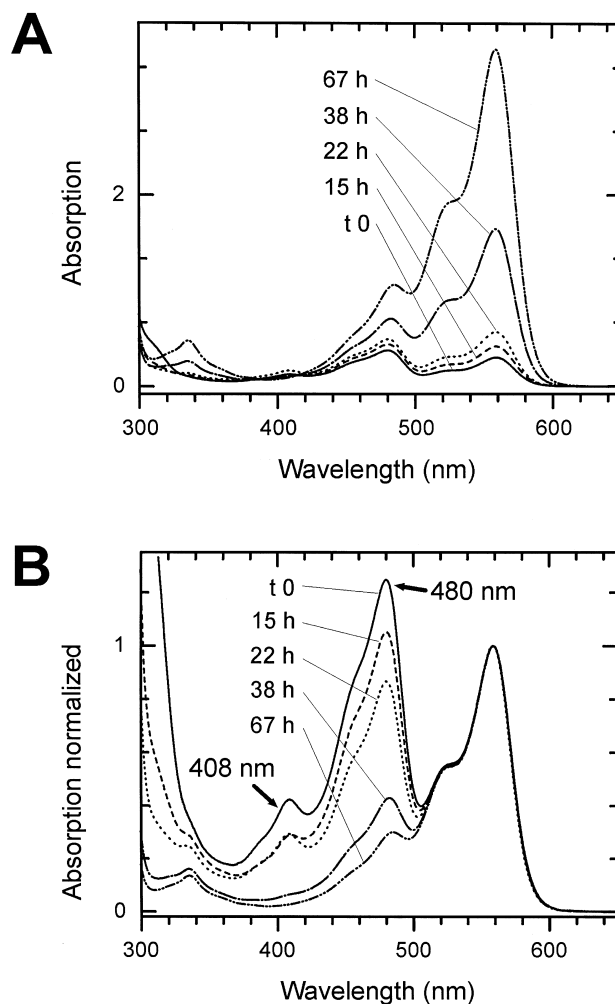 A
67 h
38 h
22 h
15 h
t 0
2
0
Absorption
300
400
500
600
Wavelength (nm)
B
t 0
15 h
22 h
38 h
67 h
480 nm
408 nm
1
0
Absorption normalized
300
400
500
600
Wavelength (nm)